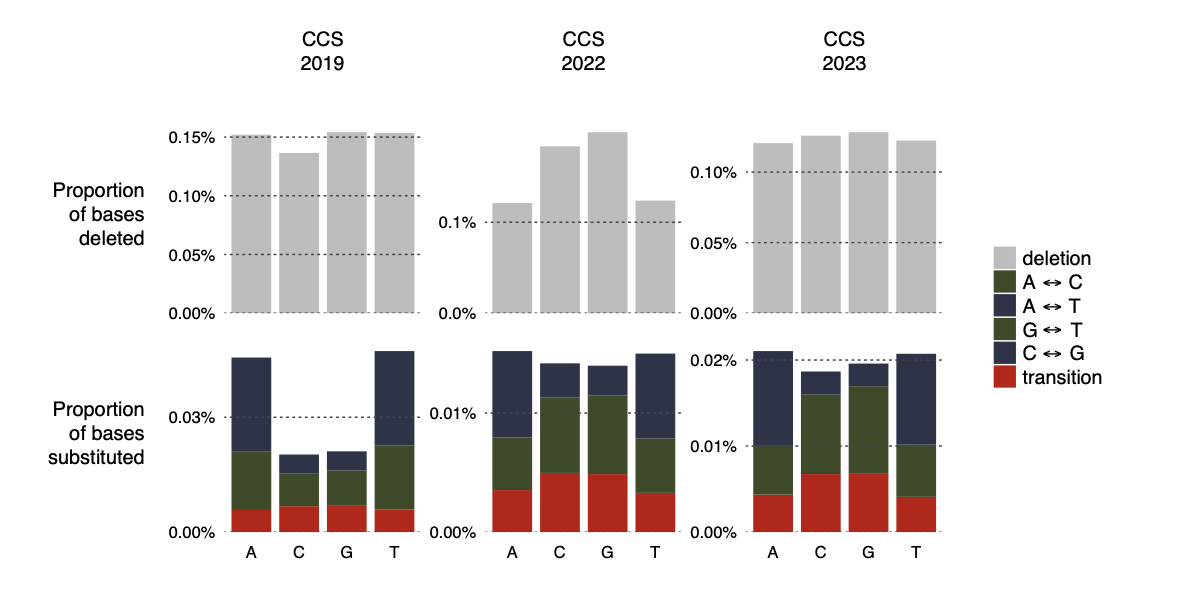 CCS
2019
CCS
2022
CCS
2023
Proportion
of bases
deleted
0.15%
0.10%
0.05%
0.00%
0.1%
0.0%
0.10%
0.05%
0.00%
Proportion
of bases
substituted
0.03%
0.00%
0.01%
0.00%
0.02%
0.01%
0.00%
A C G T
A C G T
A C G T
deletion
A ↔ C
A ↔ T
G ↔ T
C ↔ G
transition